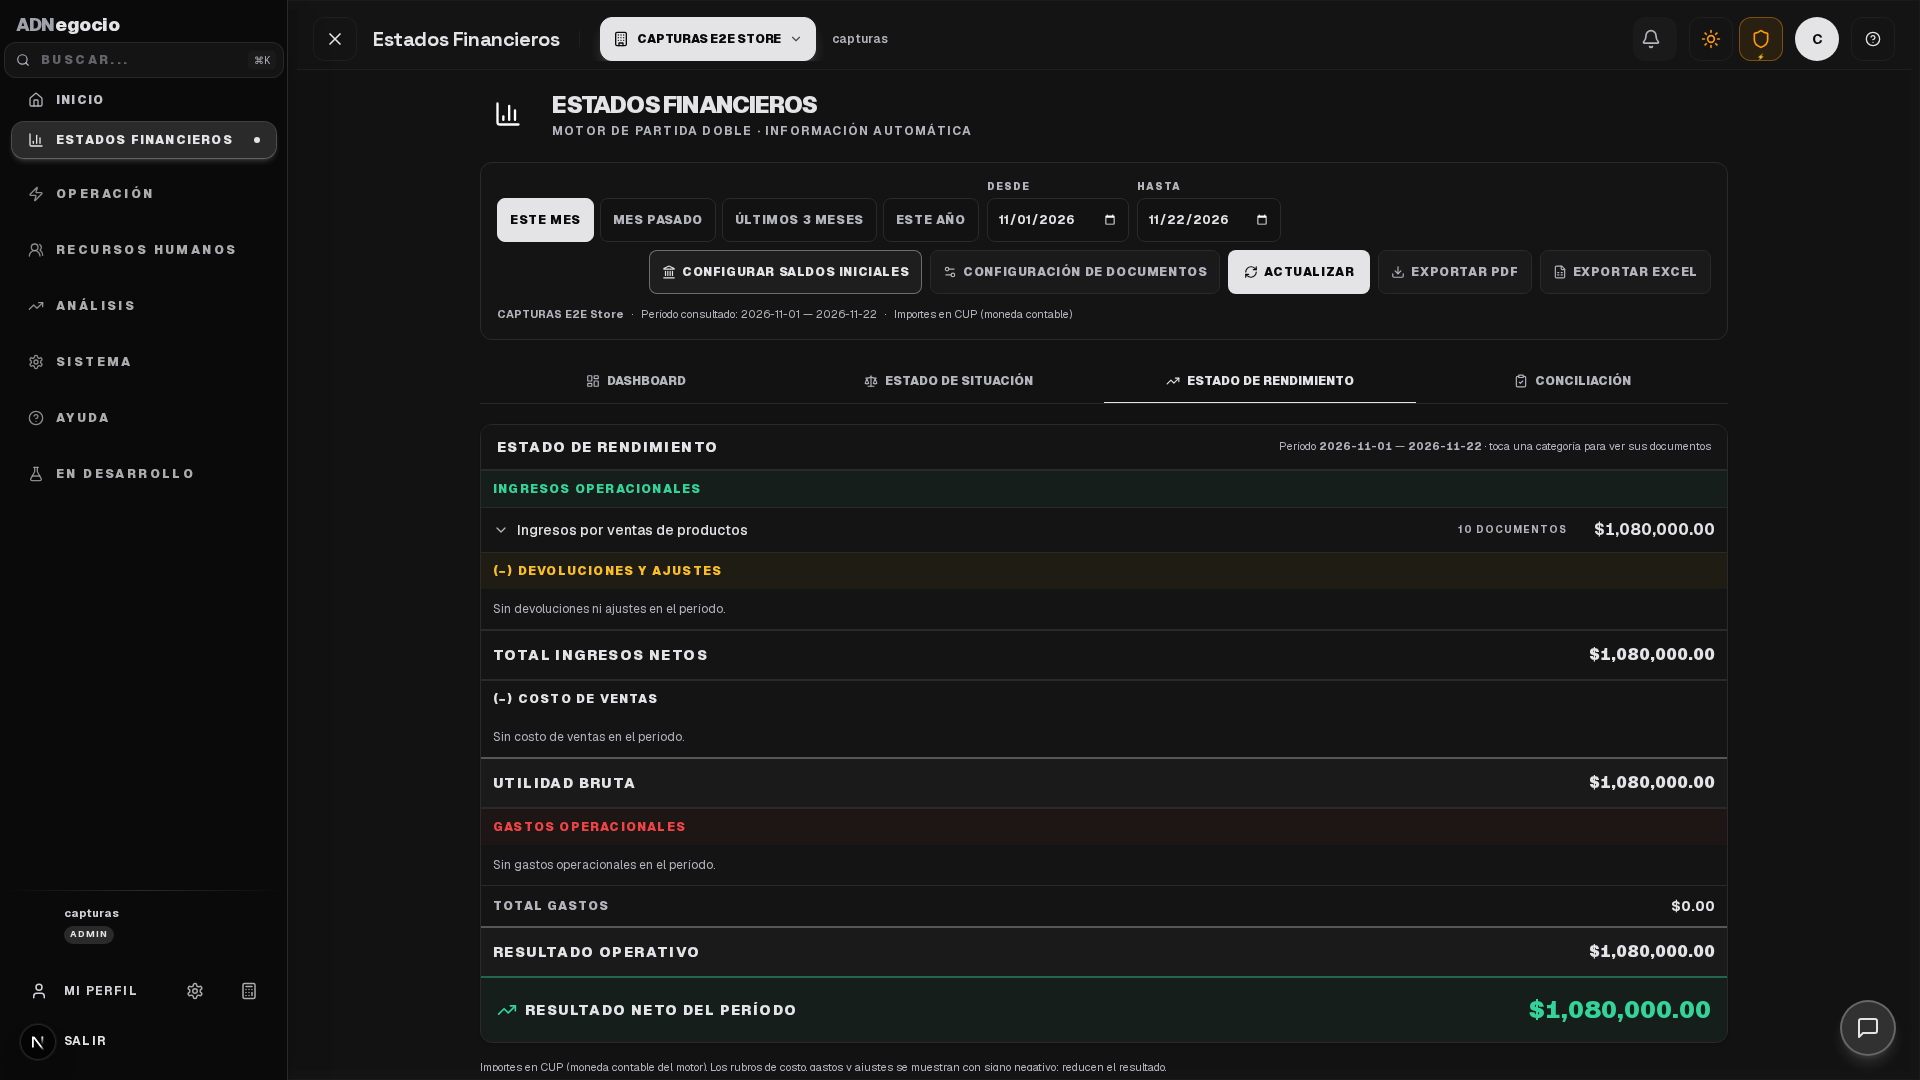 ADNegocio
BUSCAR...
⌘K
INICIO
ESTADOS FINANCIEROS
OPERACIÓN
RECURSOS HUMANOS
ANÁLISIS
SISTEMA
AYUDA
EN DESARROLLO
capturas
ADMIN
MI PERFIL
SALIR
Estados Financieros
CAPTURAS E2E STORE
capturas
C
ESTADOS FINANCIEROS
MOTOR DE PARTIDA DOBLE · INFORMACIÓN AUTOMÁTICA
DESDE
HASTA
ESTE MES
MES PASADO
ÚLTIMOS 3 MESES
ESTE AÑO
11/01/2026
11/22/2026
CONFIGURAR SALDOS INICIALES
CONFIGURACIÓN DE DOCUMENTOS
ACTUALIZAR
EXPORTAR PDF
EXPORTAR EXCEL
CAPTURAS E2E Store · Período consultado: 2026-11-01 — 2026-11-22 · Importes en CUP (moneda contable)
DASHBOARD
ESTADO DE SITUACIÓN
ESTADO DE RENDIMIENTO
CONCILIACIÓN
ESTADO DE RENDIMIENTO
Período 2026-11-01 — 2026-11-22 · toca una categoría para ver sus documentos
INGRESOS OPERACIONALES
Ingresos por ventas de productos 10 DOCUMENTOS $1,080,000.00
(–) DEVOLUCIONES Y AJUSTES
Sin devoluciones ni ajustes en el período.
TOTAL INGRESOS NETOS $1,080,000.00
(–) COSTO DE VENTAS
Sin costo de ventas en el período.
UTILIDAD BRUTA $1,080,000.00
GASTOS OPERACIONALES
Sin gastos operacionales en el período.
TOTAL GASTOS $0.00
RESULTADO OPERATIVO $1,080,000.00
RESULTADO NETO DEL PERÍODO $1,080,000.00
Importes en CUP (moneda contable del motor). Los rubros de costo, gastos y ajustes se muestran con signo negativo: reducen el resultado.